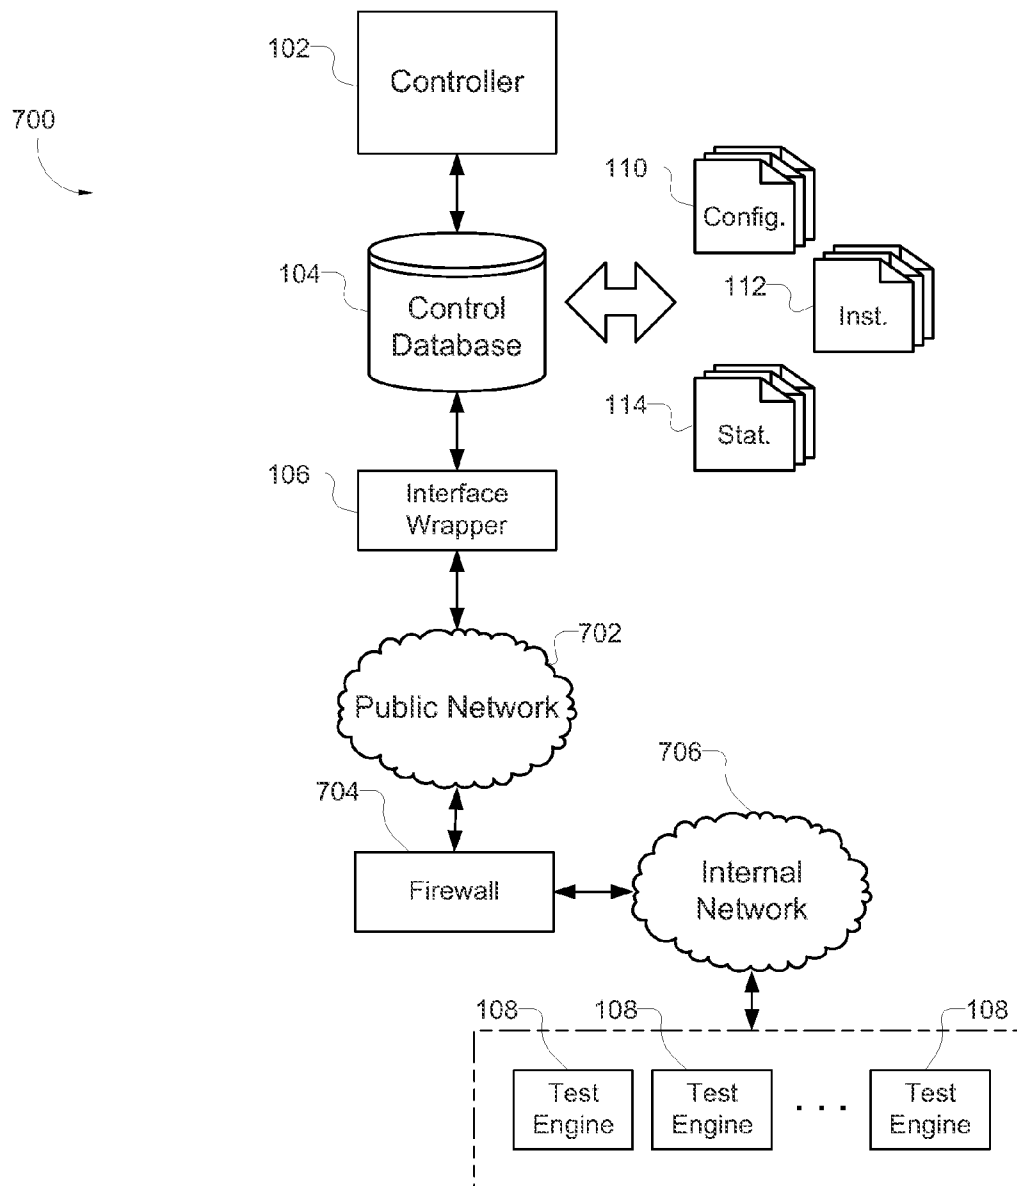 102
Controller
700
110
Config.
104
Control
Database
112
Inst.
114
Stat.
106
Interface
Wrapper
702
Public Network
706
704
Firewall
Internal
Network
108
108
108
Test
Engine
Test
Engine
. . .
Test
Engine